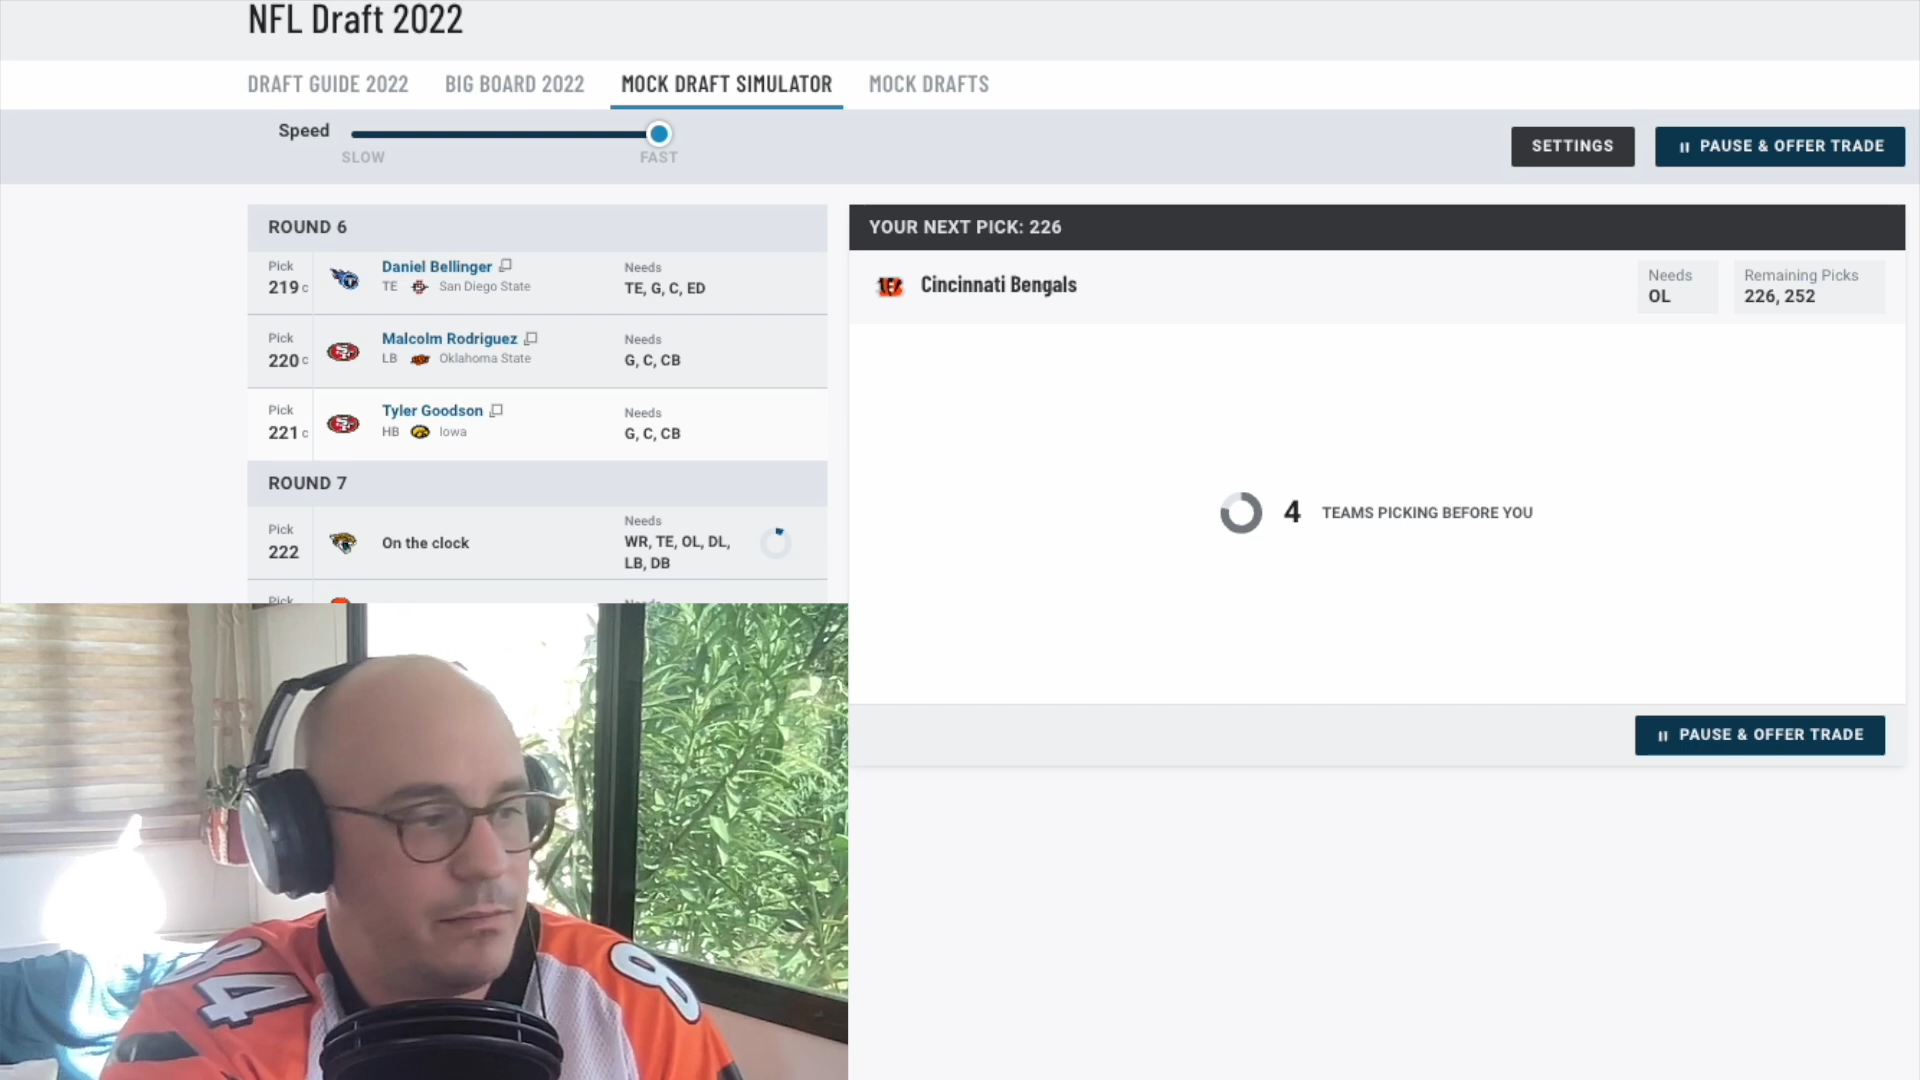 NFL Draft 2022
DRAFT GUIDE 2022 BIG BOARD 2022 MOCK DRAFT SIMULATOR MOCK DRAFTS
Speed
SLOW FAST
SETTINGS
PAUSE & OFFER TRADE
ROUND 6
Pick
219 c
Daniel Bellinger
TE San Diego State
Needs
TE, G, C, ED
Pick
220 c
Malcolm Rodriguez
LB Oklahoma State
Needs
G, C, CB
Pick
221 c
Tyler Goodson
HB Iowa
Needs
G, C, CB
ROUND 7
Pick
222
On the clock
Needs
WR, TE, OL, DL,
LB, DB
Pick
YOUR NEXT PICK: 226
Cincinnati Bengals
Needs
OL
Remaining Picks
226, 252
4 TEAMS PICKING BEFORE YOU
PAUSE & OFFER TRADE
84
8